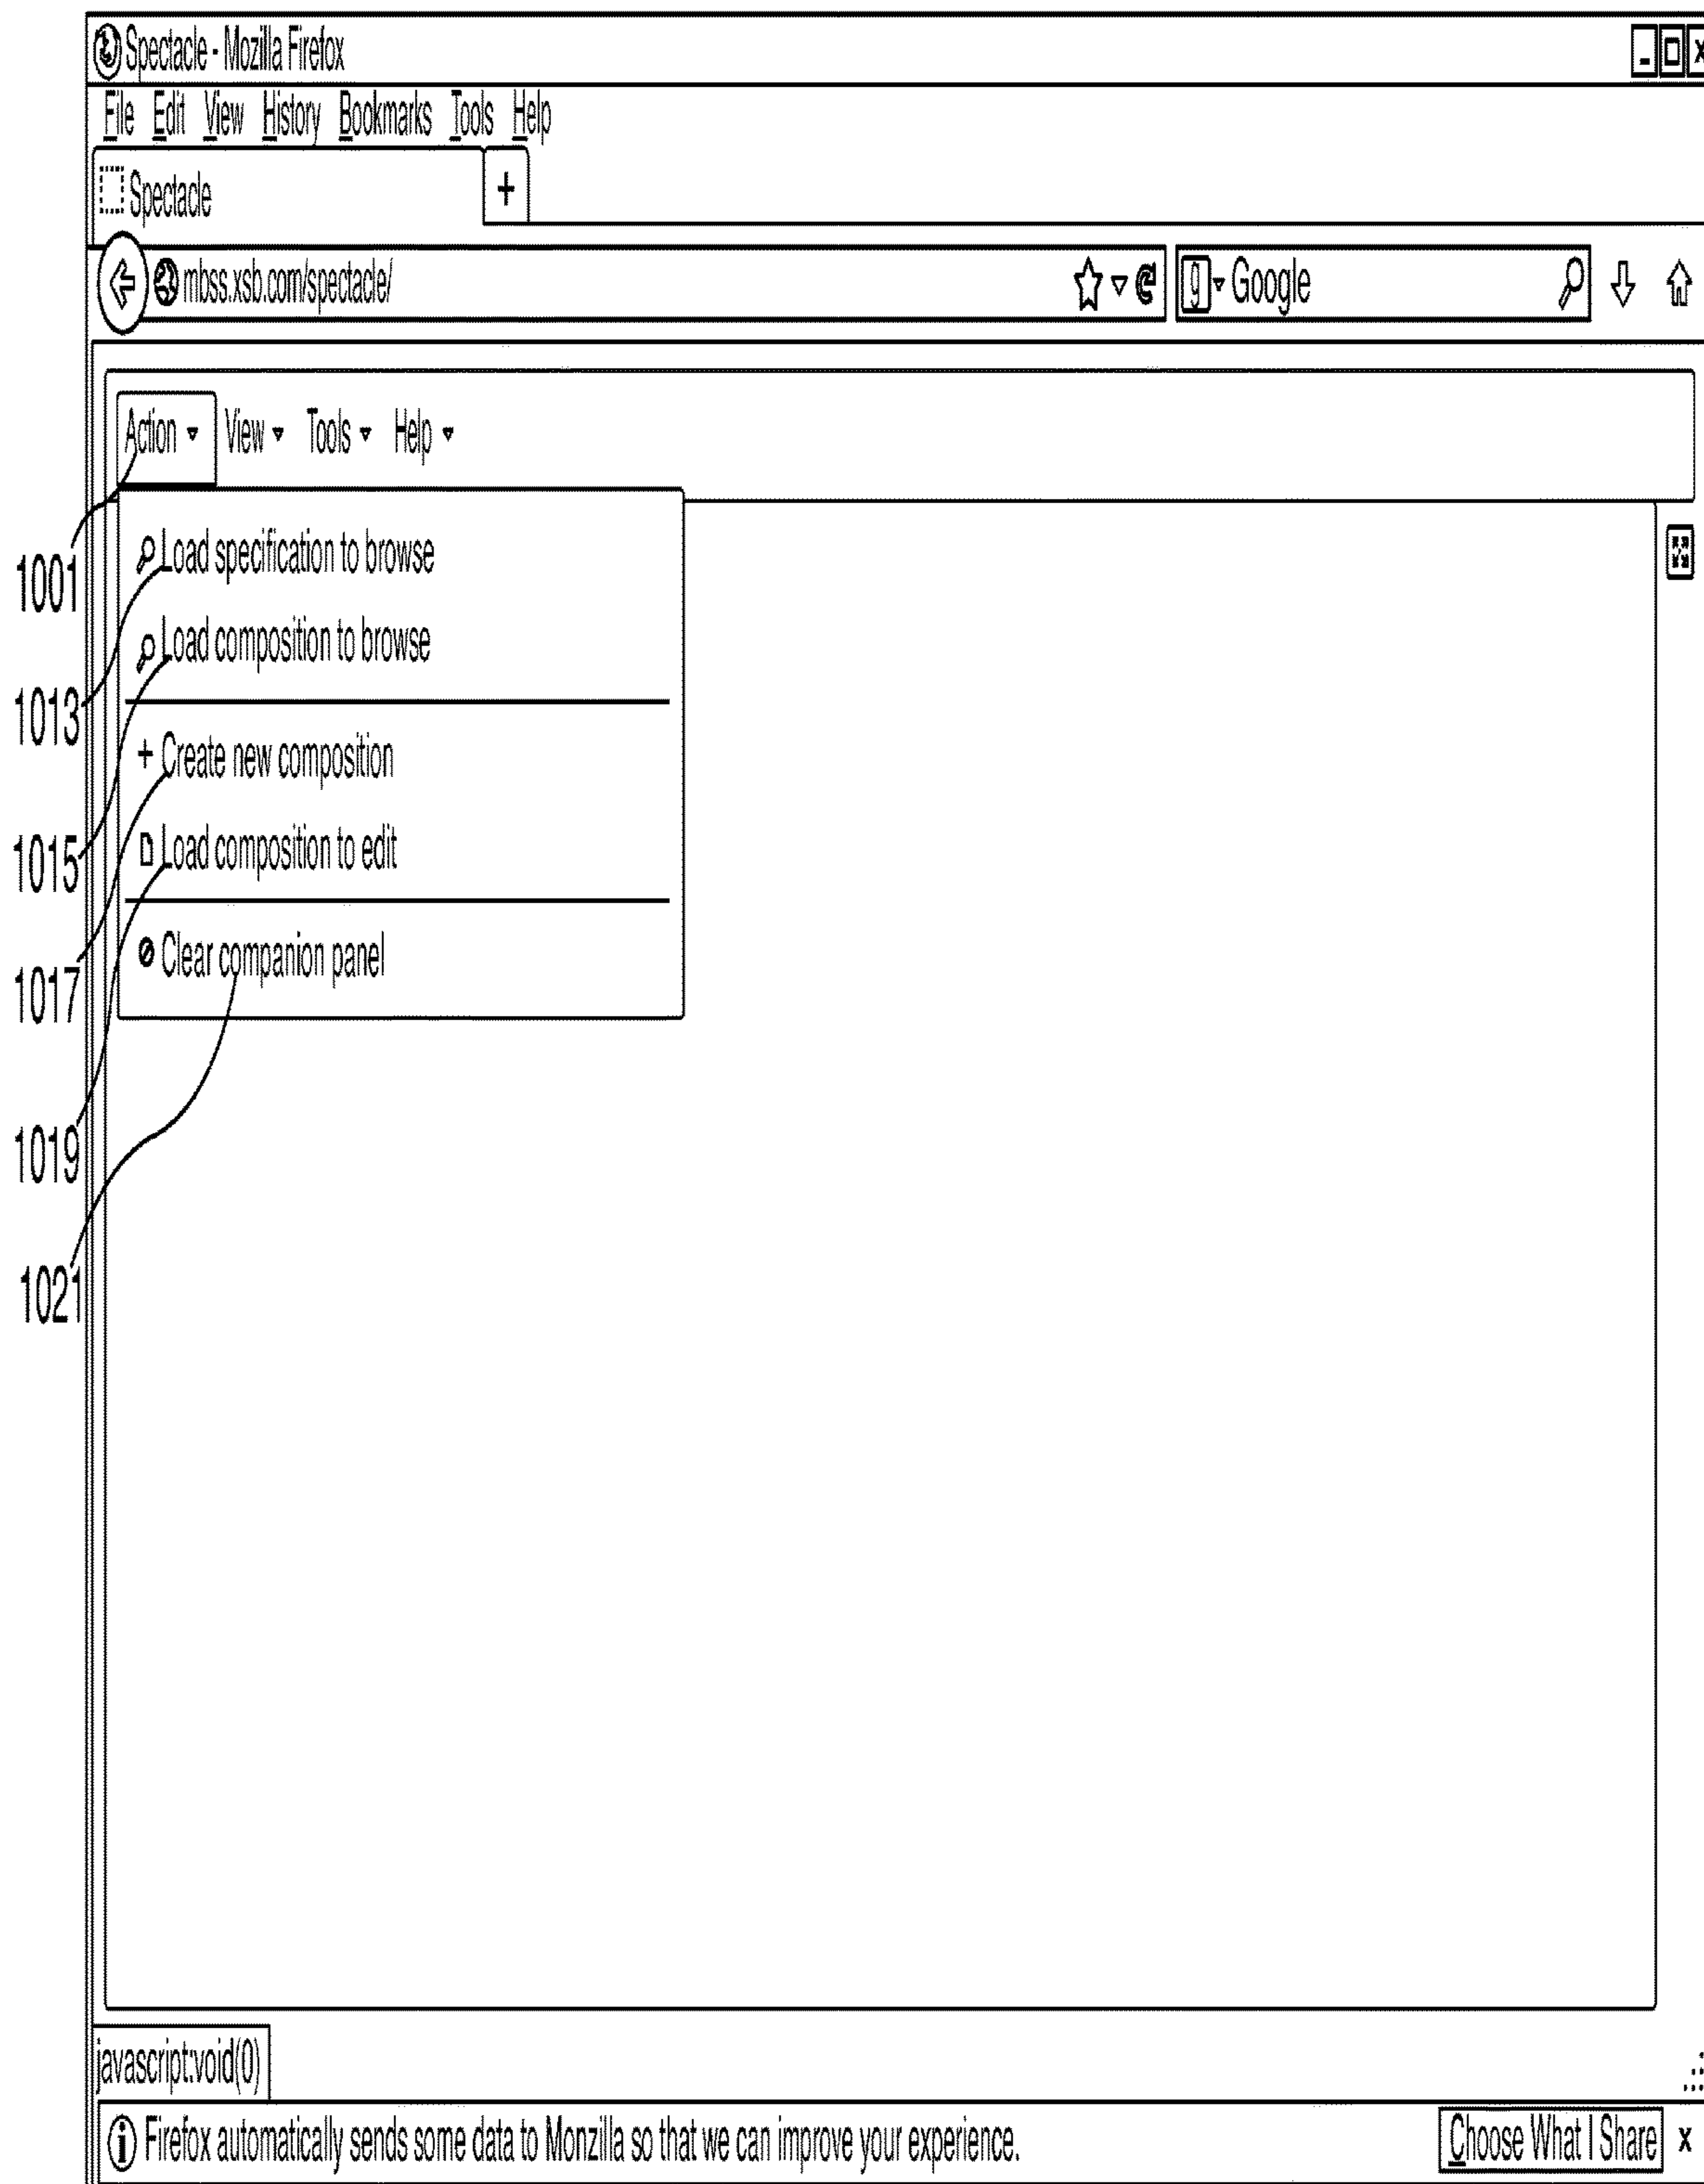 Spectacle - Mozilla Firefox
File Edit View History Bookmarks Tools Help
Spectacle +
mbss.xsb.com/spectacle/ g Google
Action View Tools Help
1001
Load specification to browse
Load composition to browse
1013
+ Create new composition
1015
Load composition to edit
1017
Clear companion panel
1019
1021
javascript:void(0)
Firefox automatically sends some data to Monzilla so that we can improve your experience. Choose What I Share x